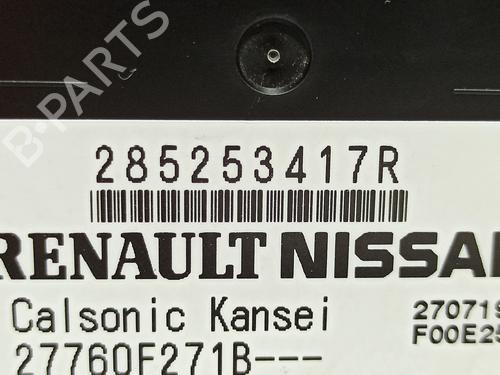 B-PARTS
285253417R
RENAULT NISSAN
Calsonic Kansei
270719
F00E25
27760F271B---